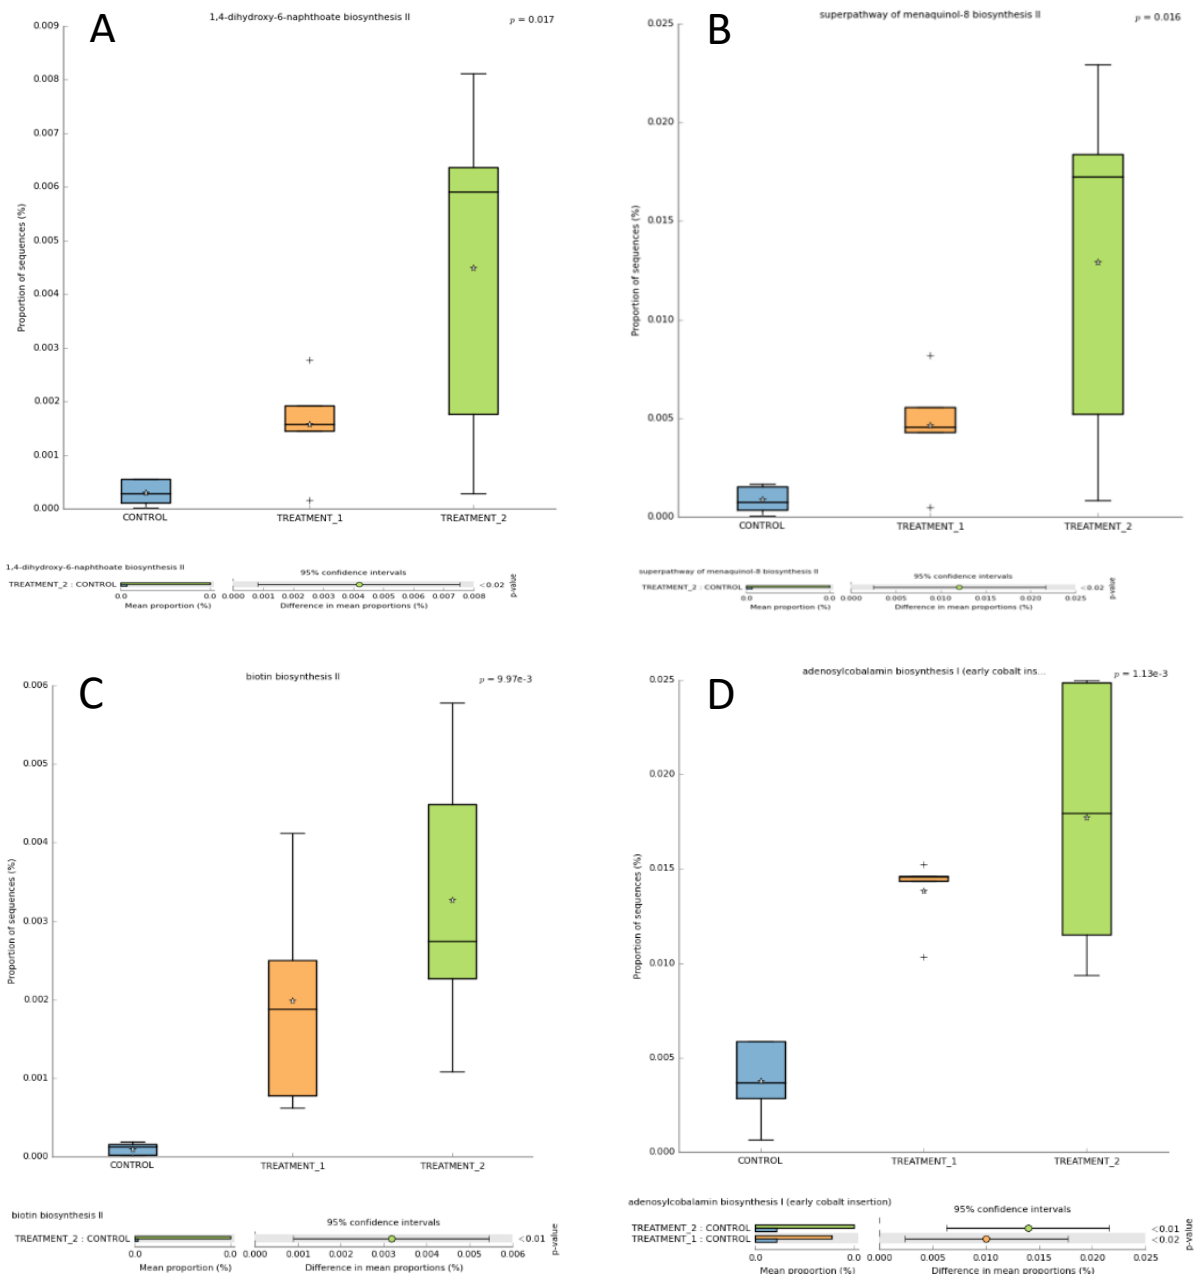 A
1,4-dihydroxy-6-naphthoate biosynthesis II
p = 0.017
0.009
0.008
0.007
0.006
0.005
0.004
0.003
0.002
0.001
0.000
Proportion of sequences (%)
CONTROL TREATMENT_1 TREATMENT_2
1,4-dihydroxy-6-naphthoate biosynthesis II
95% confidence intervals
TREATMENT_2 : CONTROL
<0.02
p-value
0.0 0.0
0.000 0.001 0.002 0.003 0.004 0.005 0.006 0.007 0.008
Mean proportion (%)
Difference in mean proportions (%)
B
superpathway of menaquinol-8 biosynthesis II
p = 0.016
0.025
0.020
0.015
0.010
0.005
0.000
Proportion of sequences (%)
CONTROL TREATMENT_1 TREATMENT_2
superpathway of menaquinol-8 biosynthesis II
95% confidence intervals
TREATMENT_2 : CONTROL
<0.02
p-value
0.0 0.0
0.000 0.005 0.010 0.015 0.020 0.025
Mean proportion (%)
Difference in mean proportions (%)
C
biotin biosynthesis II
p = 9.97e-3
0.006
0.005
0.004
0.003
0.002
0.001
0.000
Proportion of sequences (%)
CONTROL TREATMENT_1 TREATMENT_2
biotin biosynthesis II
95% confidence intervals
TREATMENT_2 : CONTROL
<0.01
p-value
0.0 0.0
0.000 0.001 0.002 0.003 0.004 0.005 0.006
Mean proportion (%)
Difference in mean proportions (%)
D
adenosylcobalamin biosynthesis I (early cobalt ins...
p = 1.13e-3
0.025
0.020
0.015
0.010
0.005
0.000
Proportion of sequences (%)
CONTROL TREATMENT_1 TREATMENT_2
adenosylcobalamin biosynthesis I (early cobalt insertion)
95% confidence intervals
TREATMENT_2 : CONTROL
<0.01
TREATMENT_1 : CONTROL
<0.02
p-value
0.0 0.0
0.000 0.005 0.010 0.015 0.020 0.025
Mean proportion (%)
Difference in mean proportions (%)